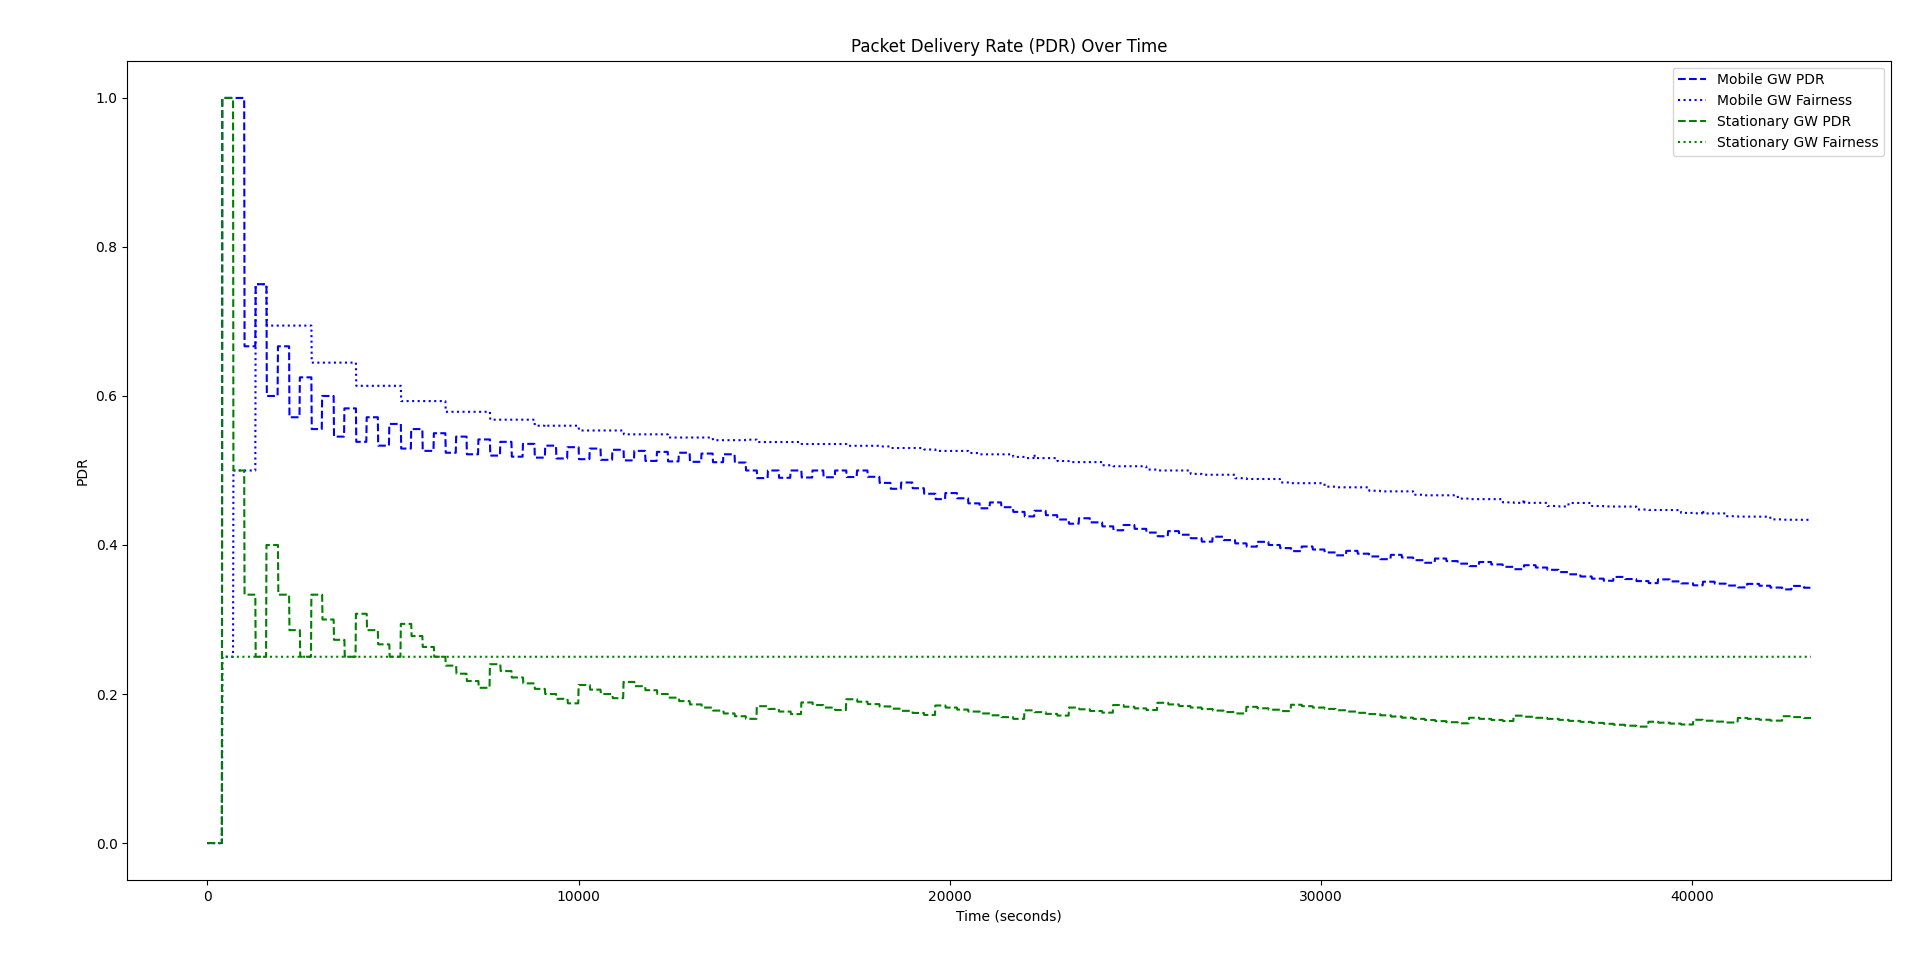 Packet Delivery Rate (PDR) Over Time
Mobile GW PDR
Mobile GW Fairness
Stationary GW PDR
Stationary GW Fairness
1.0
0.8
0.6
0.4
0.2
0.0
PDR
0 10000 20000 30000 40000
Time (seconds)